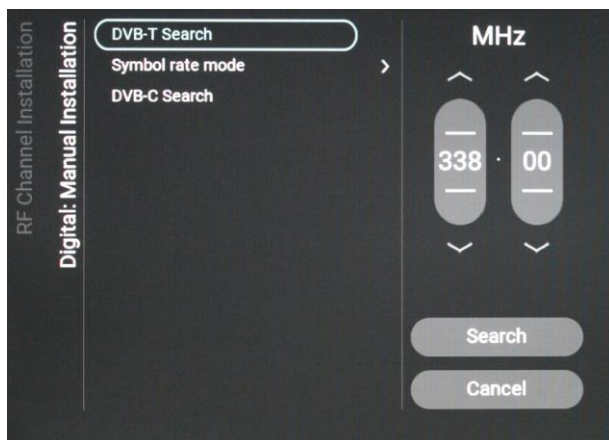 RF Channel Installation
Digital: Manual Installation
DVB-T Search
Symbol rate mode
DVB-C Search
MHz
338 . 00
Search
Cancel